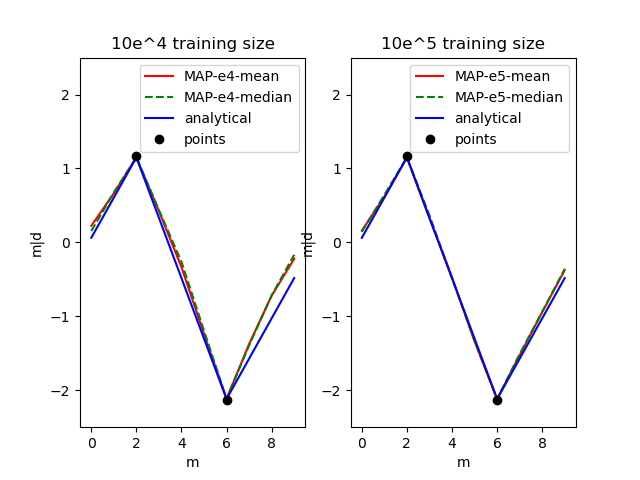 10e^4 training size
MAP-e4-mean
MAP-e4-median
analytical
points
2
1
0
−1
−2
m|d
0 2 4 6 8
m
10e^5 training size
MAP-e5-mean
MAP-e5-median
analytical
points
2
1
0
−1
−2
m|d
0 2 4 6 8
m